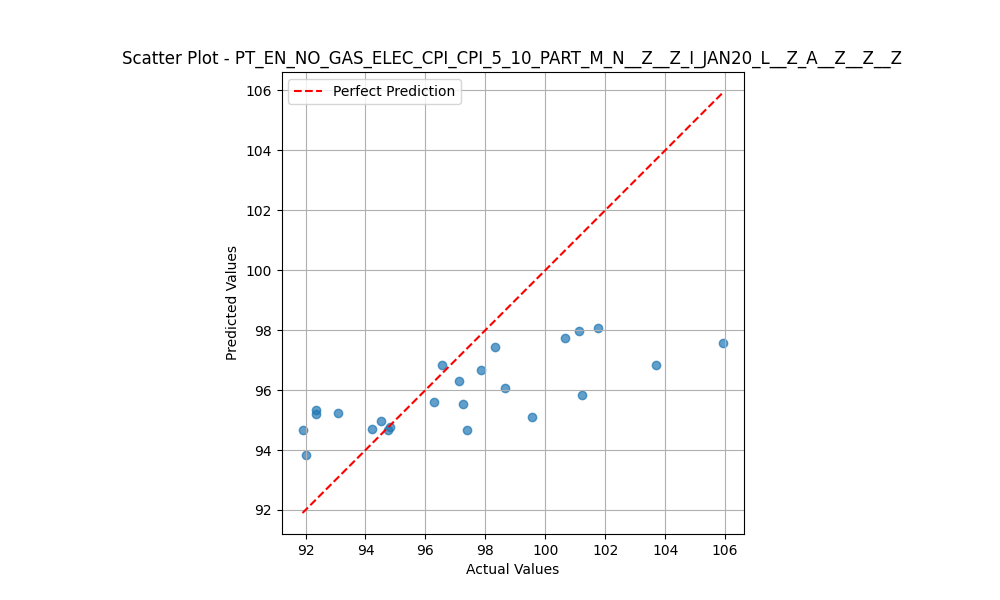 Scatter Plot - PT_EN_NO_GAS_ELEC_CPI_CPI_5_10_PART_M_N__Z__Z_I_JAN20_L__Z_A__Z__Z__Z
Perfect Prediction
106
104
102
100
98
96
94
92
Predicted Values
92 94 96 98 100 102 104 106
Actual Values